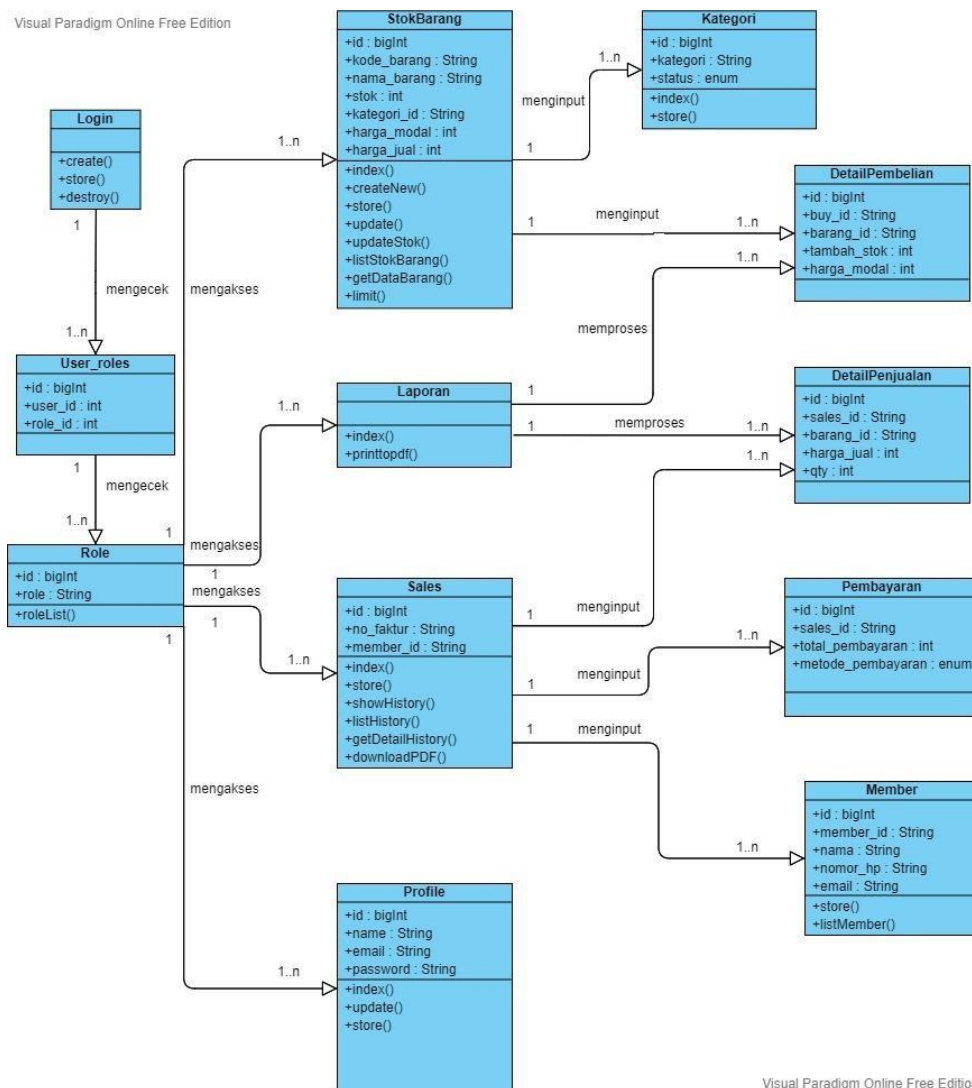 Visual Paradigm Online Free Edition
Login
+create()
+store()
+destroy()
1
mengecek
1..n
User_roles
+id : bigInt
+user_id : int
+role_id : int
1
mengecek
1..n
Role
+id : bigInt
+role : String
+roleList()
1
mengakses
1..n
StokBarang
+id : bigInt
+kode_barang : String
+nama_barang : String
+stok : int
+kategori_id : String
+harga_modal : int
+harga_jual : int
+index()
+createNew()
+store()
+update()
+updateStok()
+listStokBarang()
+getDataBarang()
+limit()
1
menginput
1..n
Kategori
+id : bigInt
+kategori : String
+status : enum
+index()
+store()
1
menginput
1..n
DetailPembelian
+id : bigInt
+buy_id : String
+barang_id : String
+tambah_stok : int
+harga_modal : int
mengakses
1
1..n
Laporan
+index()
+printtopdf()
1
memproses
1..n
1
memproses
1..n
DetailPenjualan
+id : bigInt
+sales_id : String
+barang_id : String
+harga_jual : int
+qty : int
mengakses
1
1..n
Sales
+id : bigInt
+no_faktur : String
+member_id : String
+index()
+store()
+showHistory()
+listHistory()
+getDetailHistory()
+downloadPDF()
1
menginput
1..n
1
menginput
1..n
Pembayaran
+id : bigInt
+sales_id : String
+total_pembayaran : int
+metode_pembayaran : enum
1
menginput
1..n
Member
+id : bigInt
+member_id : String
+nama : String
+nomor_hp : String
+email : String
+store()
+listMember()
1
mengakses
1..n
Profile
+id : bigInt
+name : String
+email : String
+password : String
+index()
+update()
+store()
Visual Paradigm Online Free Edition